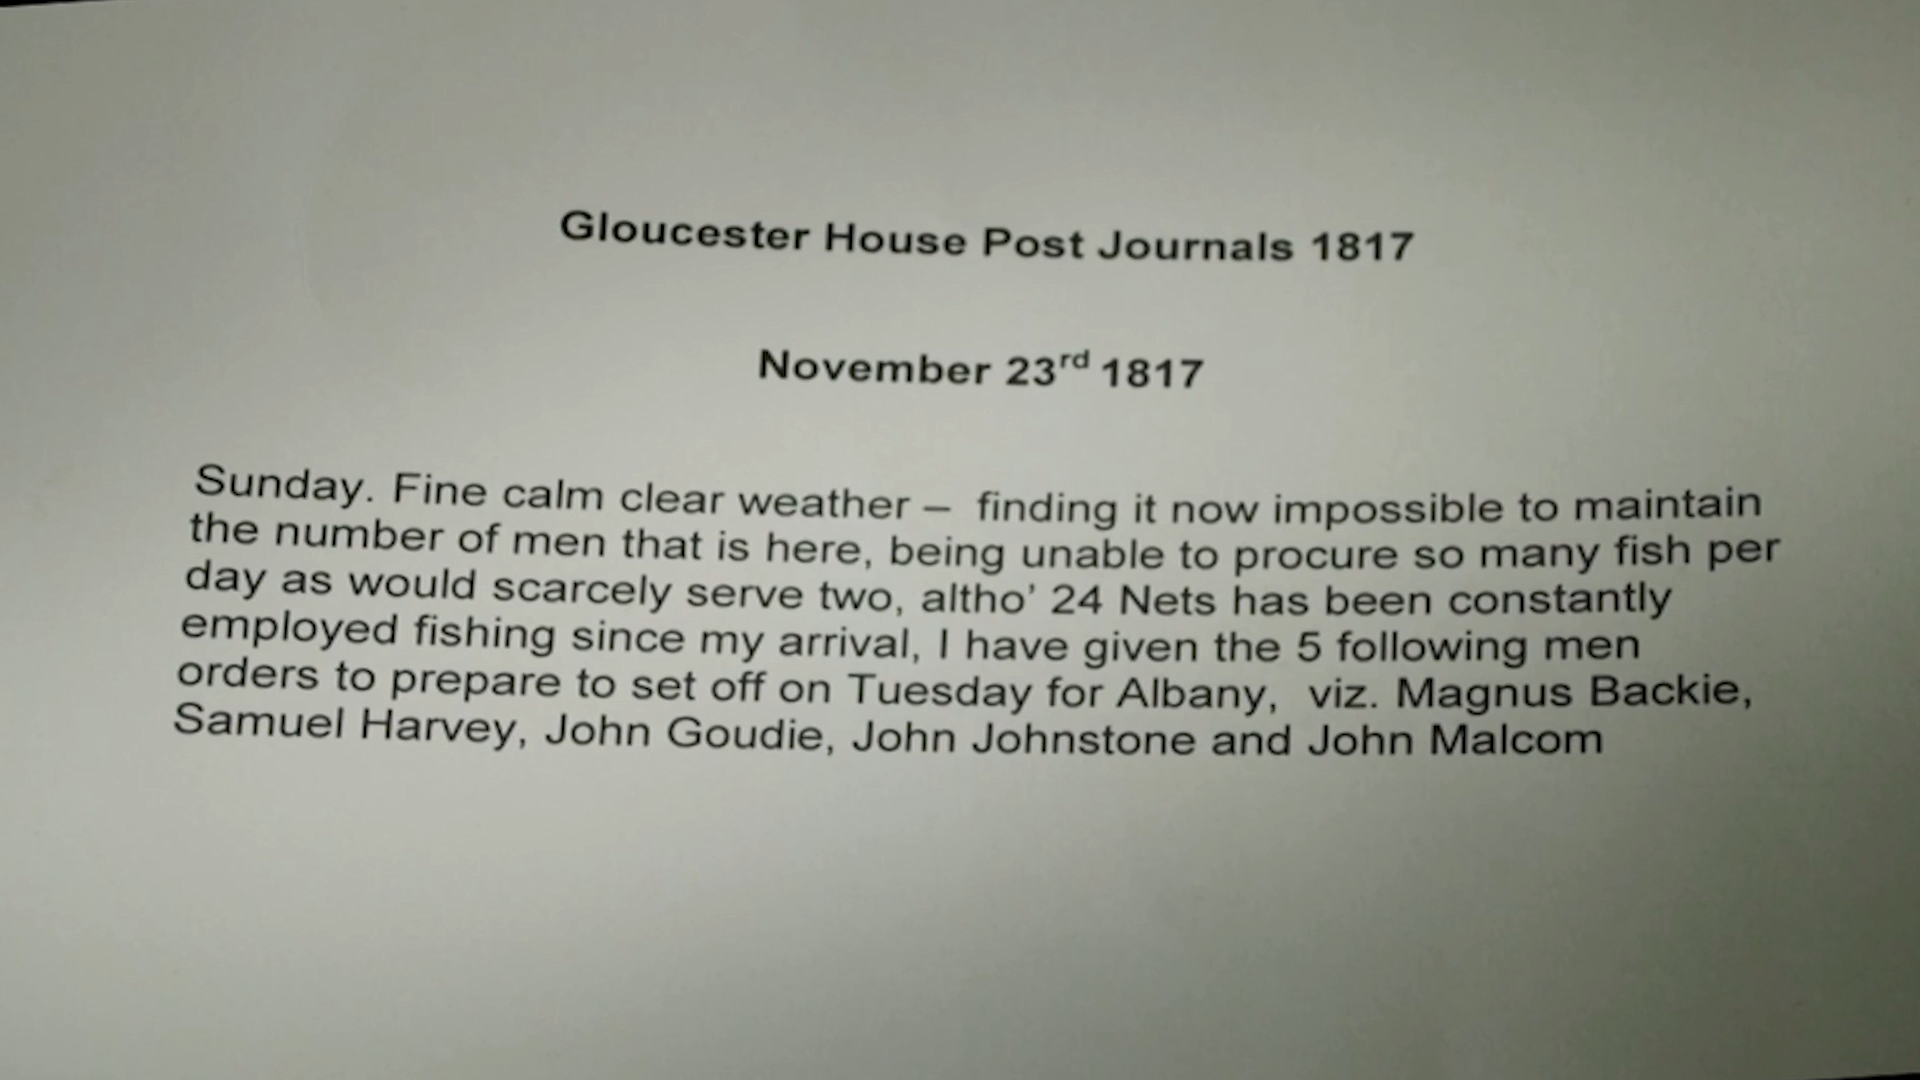 Gloucester House Post Journals 1817
November 23rd 1817
Sunday. Fine calm clear weather – finding it now impossible to maintain
the number of men that is here, being unable to procure so many fish per
day as would scarcely serve two, altho' 24 Nets has been constantly
employed fishing since my arrival, I have given the 5 following men
orders to prepare to set off on Tuesday for Albany, viz. Magnus Backie,
Samuel Harvey, John Goudie, John Johnstone and John Malcom